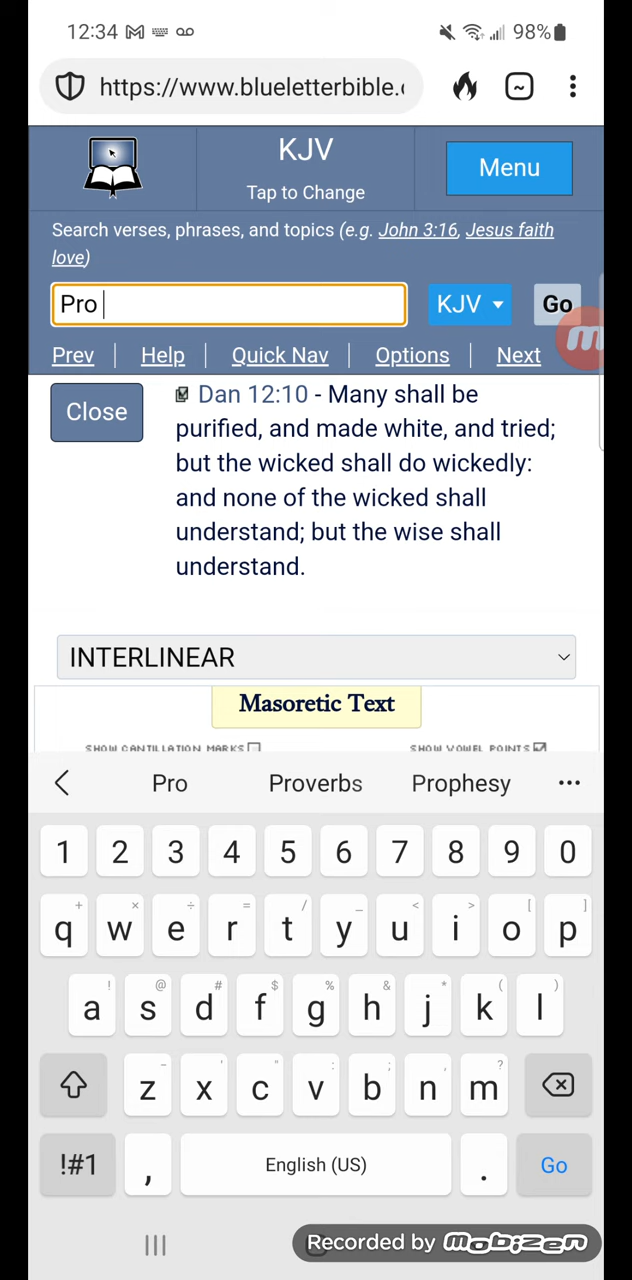 12:34 98%
https://www.blueletterbible.c
KJV
Tap to Change
Menu
Search verses, phrases, and topics (e.g. John 3:16, Jesus faith
love)
Pro
KJV
Go
Prev | Help | Quick Nav | Options | Next
Close
Dan 12:10 - Many shall be
purified, and made white, and tried;
but the wicked shall do wickedly:
and none of the wicked shall
understand; but the wise shall
understand.
INTERLINEAR
Masoretic Text
SHOW CANTILLATION MARKS SHOW VOWEL POINTS
Pro Proverbs Prophesy ...
1 2 3 4 5 6 7 8 9 0
+ × ÷ = / _ < > [ ]
q w e r t y u i o p
! @ # $ % ^ & * ( )
a s d f g h j k l
- ' " : ; , ?
z x c v b n m
!#1 , English (US) . Go
Recorded by mobizen